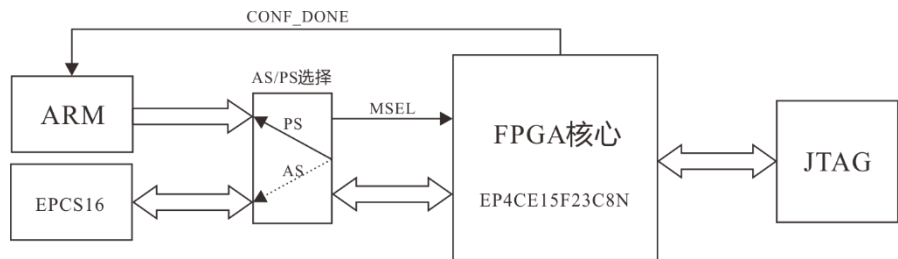 CONF_DONE
AS/PS选择
ARM
PS
MSEL
FPGA核心
JTAG
AS
EPCS16
EP4CE15F23C8N